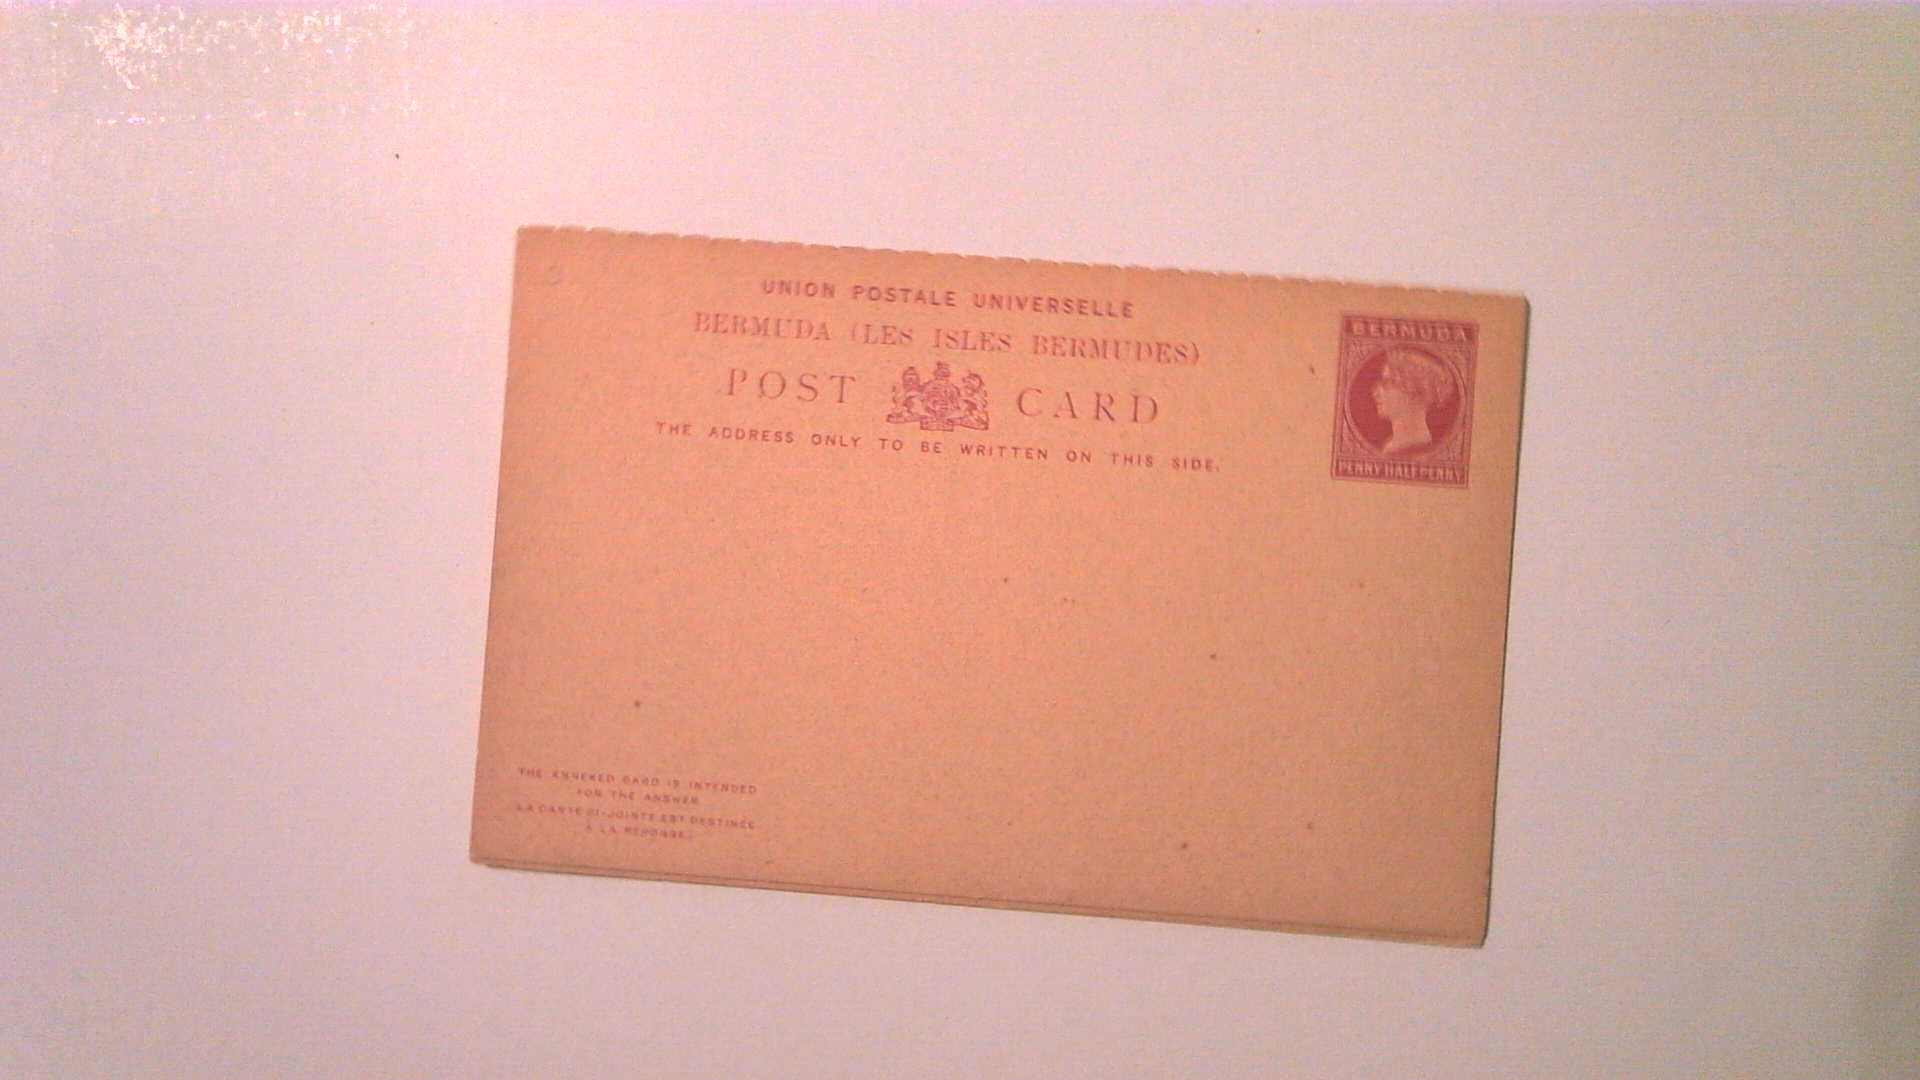 UNION POSTALE UNIVERSELLE
BERMUDA (LES ISLES BERMUDES)
POST CARD
THE ADDRESS ONLY TO BE WRITTEN ON THIS SIDE.
BERMUDA
PENNY HALFPENNY
THE ANNEXED CARD IS INTENDED
FOR THE ANSWER
LA CARTE CI-JOINTE EST DESTINÉE
À LA RÉPONSE.